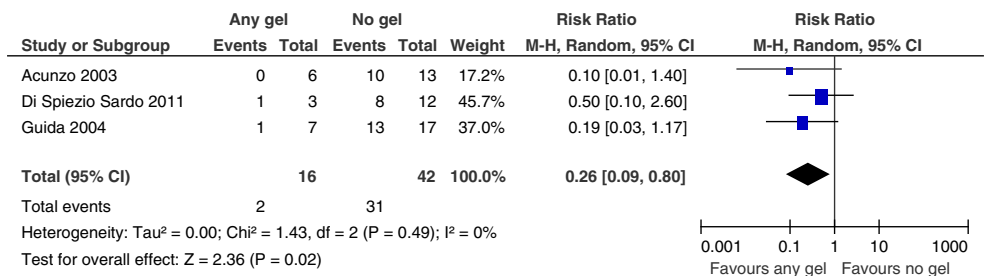 Any gel No gel Risk Ratio Risk Ratio
Study or Subgroup Events Total Events Total Weight M-H, Random, 95% CI M-H, Random, 95% CI
Acunzo 2003 0 6 10 13 17.2% 0.10 [0.01, 1.40]
Di Spiezio Sardo 2011 1 3 8 12 45.7% 0.50 [0.10, 2.60]
Guida 2004 1 7 13 17 37.0% 0.19 [0.03, 1.17]
Total (95% CI) 16 42 100.0% 0.26 [0.09, 0.80]
Total events 2 31
Heterogeneity: Tau² = 0.00; Chi² = 1.43, df = 2 (P = 0.49); I² = 0%
Test for overall effect: Z = 2.36 (P = 0.02)
0.001 0.1 1 10 1000
Favours any gel Favours no gel